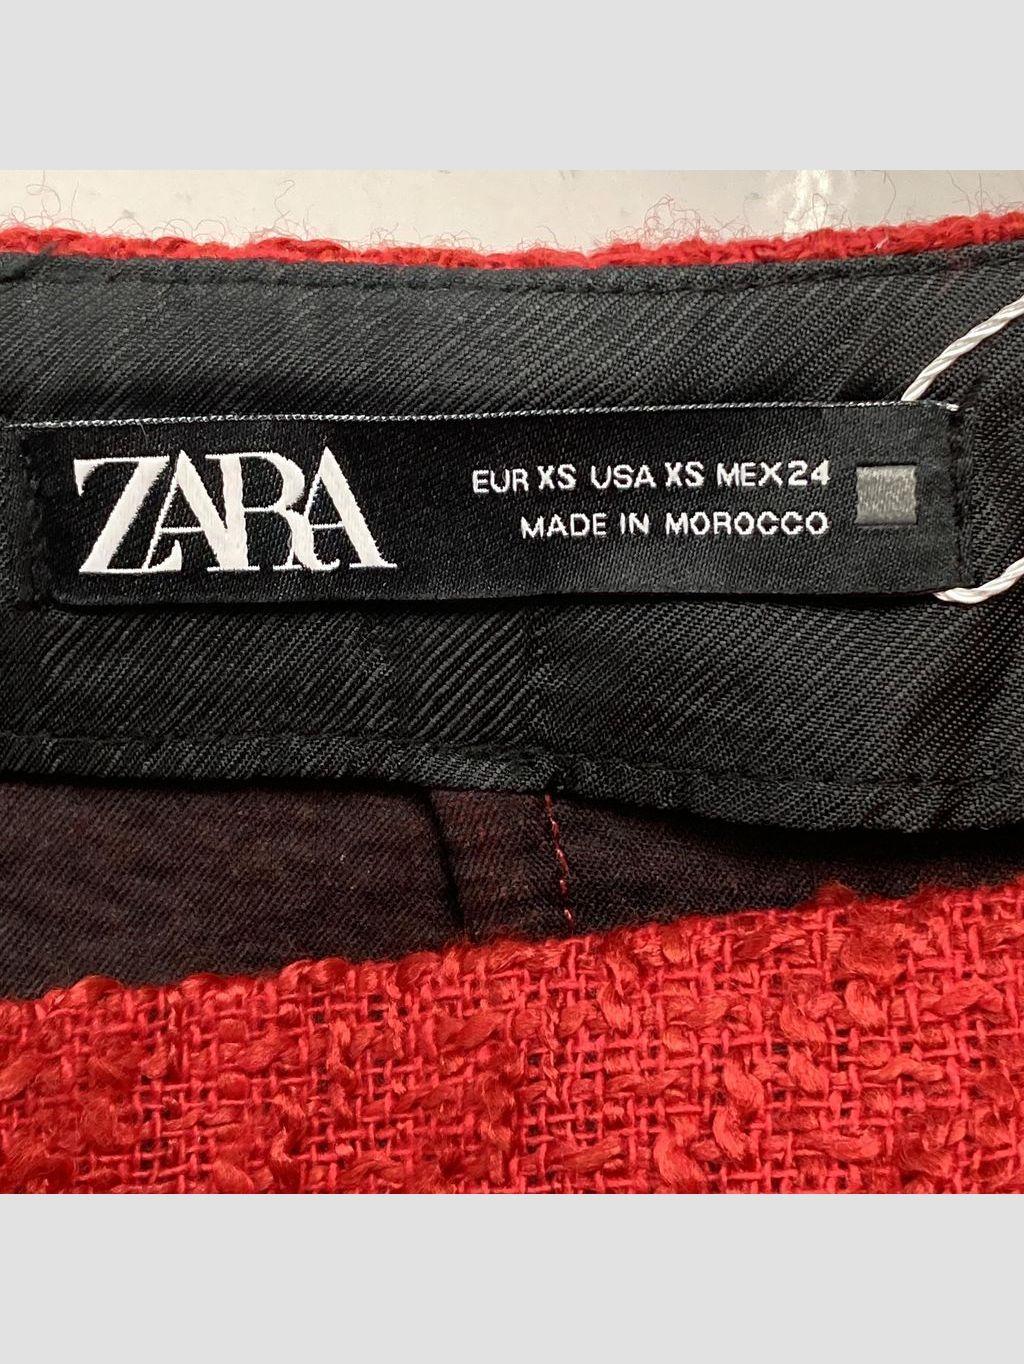 ZARA
EUR XS USA XS MEX 24
MADE IN MOROCCO